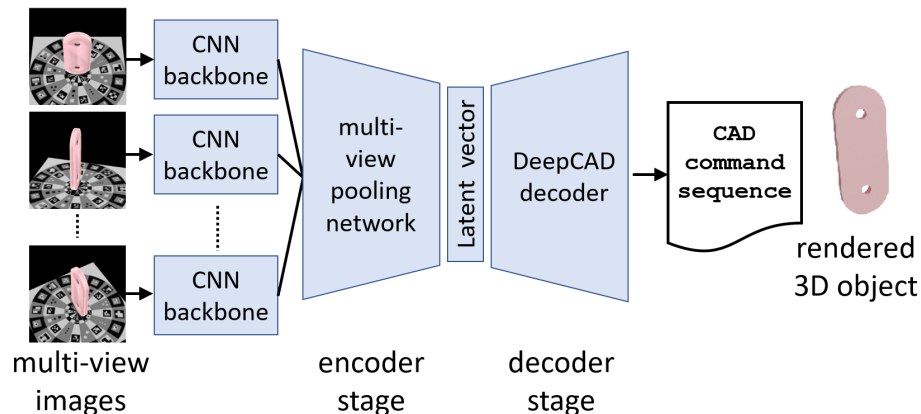 CNN
backbone
CNN
backbone
CNN
backbone
multi-
view
pooling
network
Latent vector
DeepCAD
decoder
CAD
command
sequence
rendered
3D object
multi-view
images
encoder
stage
decoder
stage